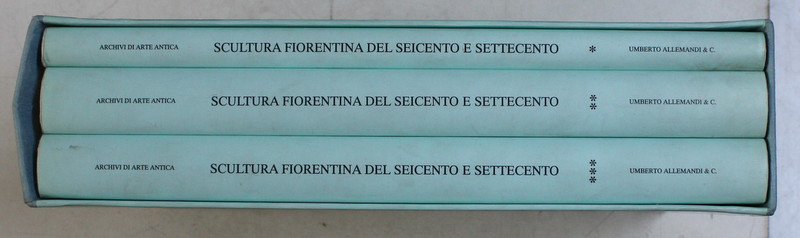 ARCHIVI DI ARTE ANTICA SCULTURA FIORENTINA DEL SEICENTO E SETTECENTO * UMBERTO ALLEMANDI & C.
ARCHIVI DI ARTE ANTICA SCULTURA FIORENTINA DEL SEICENTO E SETTECENTO ** UMBERTO ALLEMANDI & C.
ARCHIVI DI ARTE ANTICA SCULTURA FIORENTINA DEL SEICENTO E SETTECENTO *** UMBERTO ALLEMANDI & C.